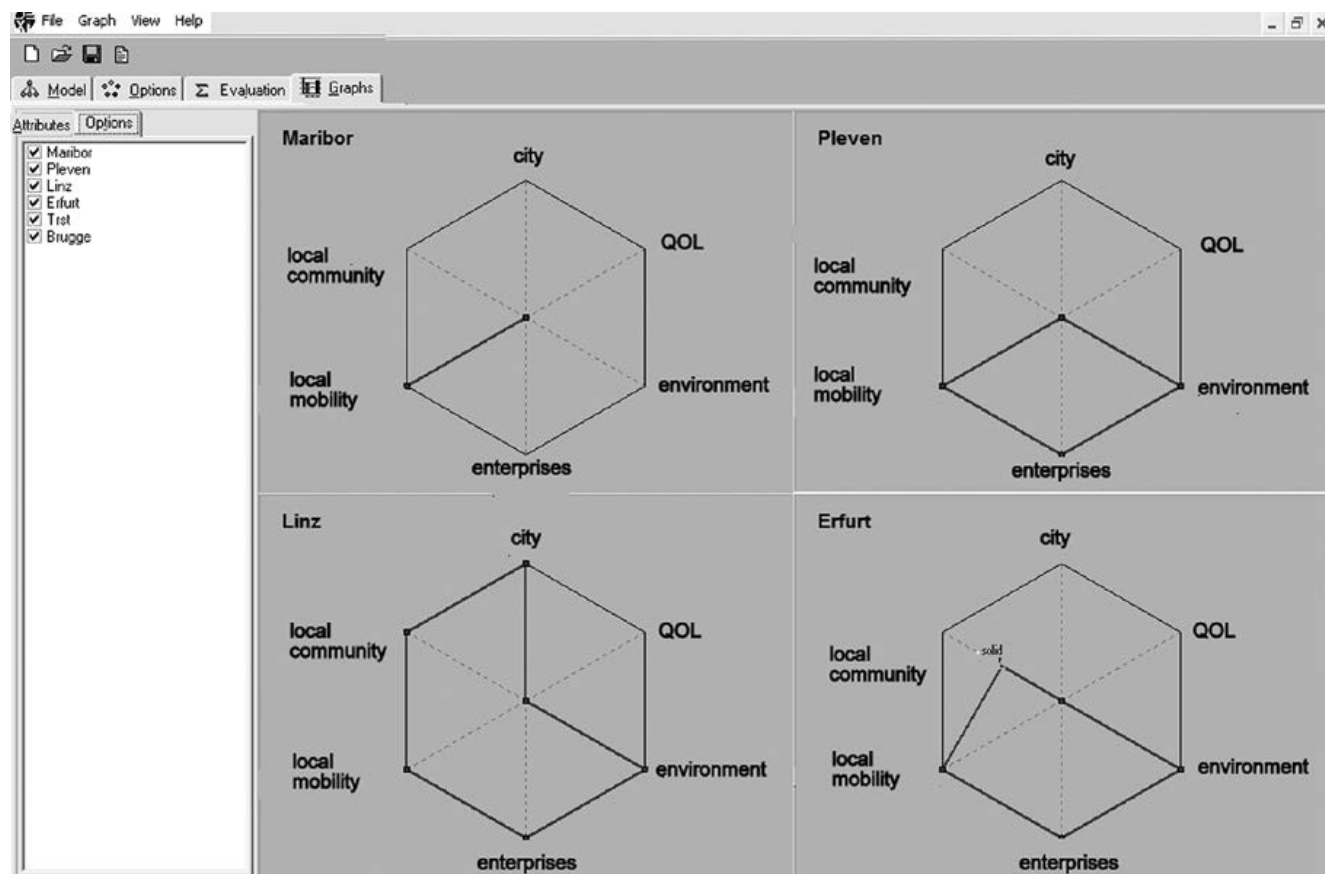 File Graph View Help
Model Options Σ Evaluation Graphs
Attributes Options
Maribor
Pleven
Linz
Erfurt
Trst
Brugge
Maribor
city
QOL
local
community
local
mobility
environment
enterprises
Pleven
city
QOL
local
community
local
mobility
environment
enterprises
Linz
city
local
community
QOL
local
mobility
environment
enterprises
Erfurt
city
QOL
solid
local
community
local
mobility
environment
enterprises